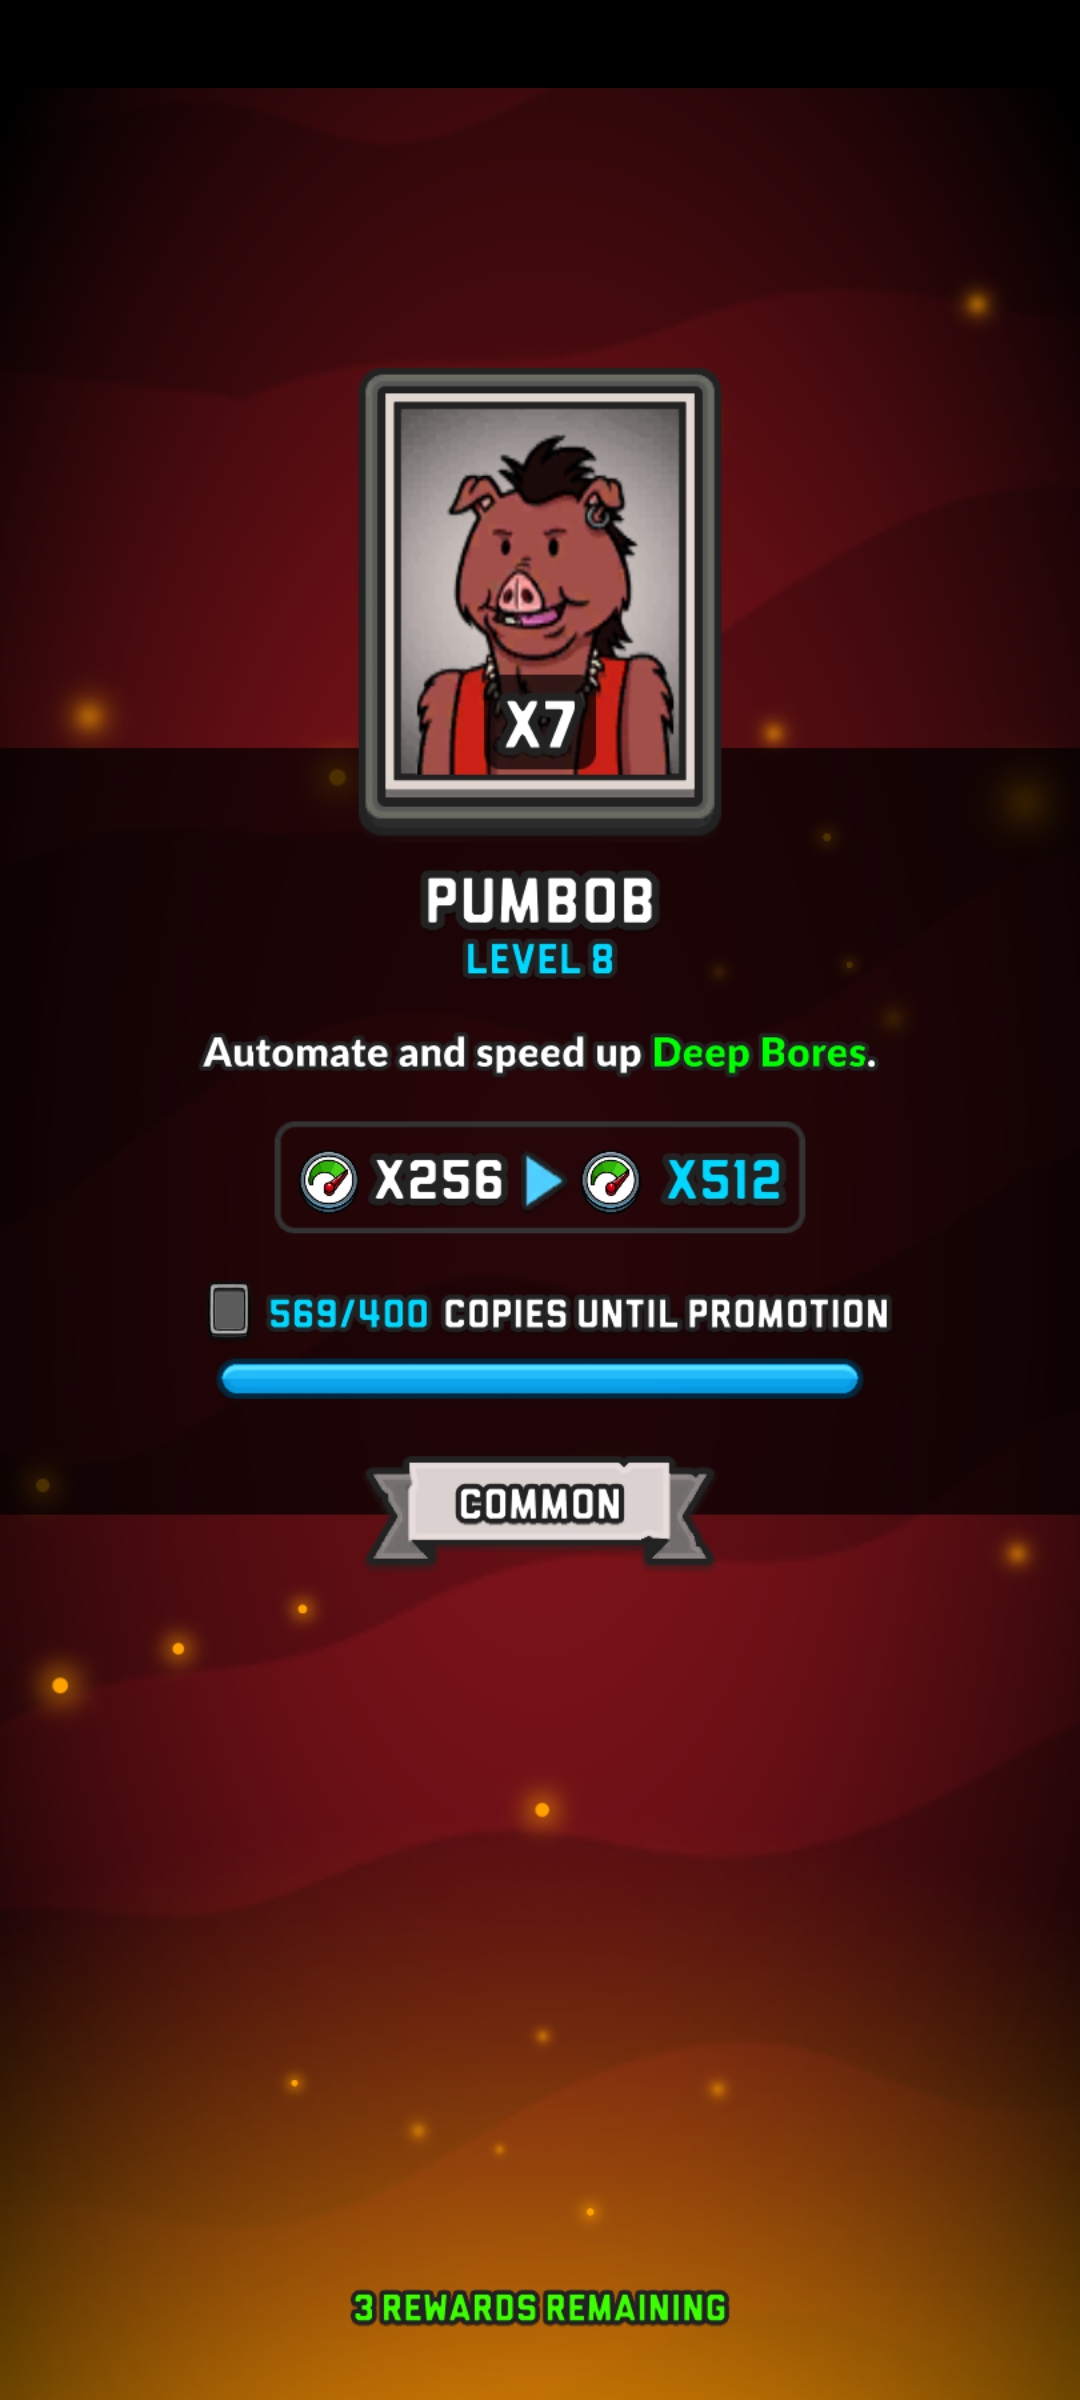 X7
PUMBOB
LEVEL 8
Automate and speed up Deep Bores.
X256 X512
569/400 COPIES UNTIL PROMOTION
COMMON
3 REWARDS REMAINING